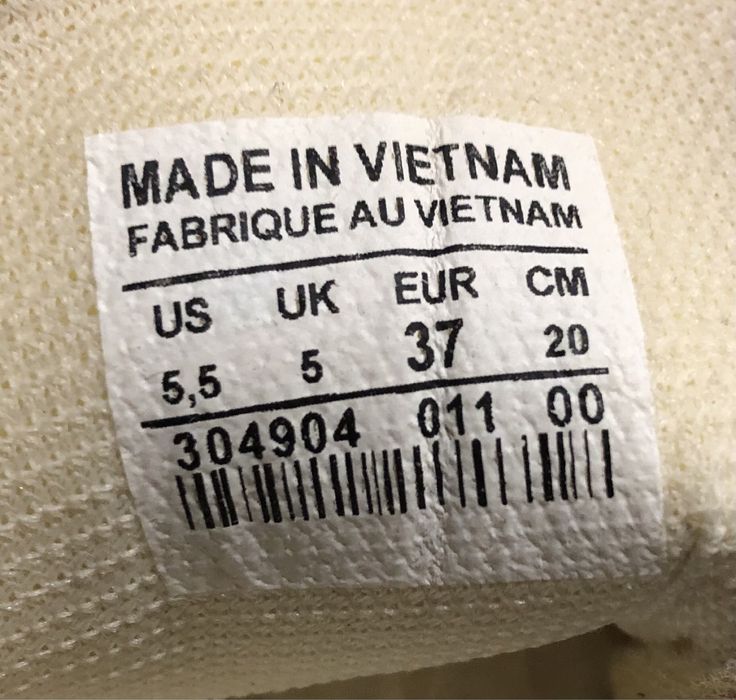 MADE IN VIETNAM
FABRIQUE AU VIETNAM
US UK EUR CM
5,5 5 37 20
304904 011 00